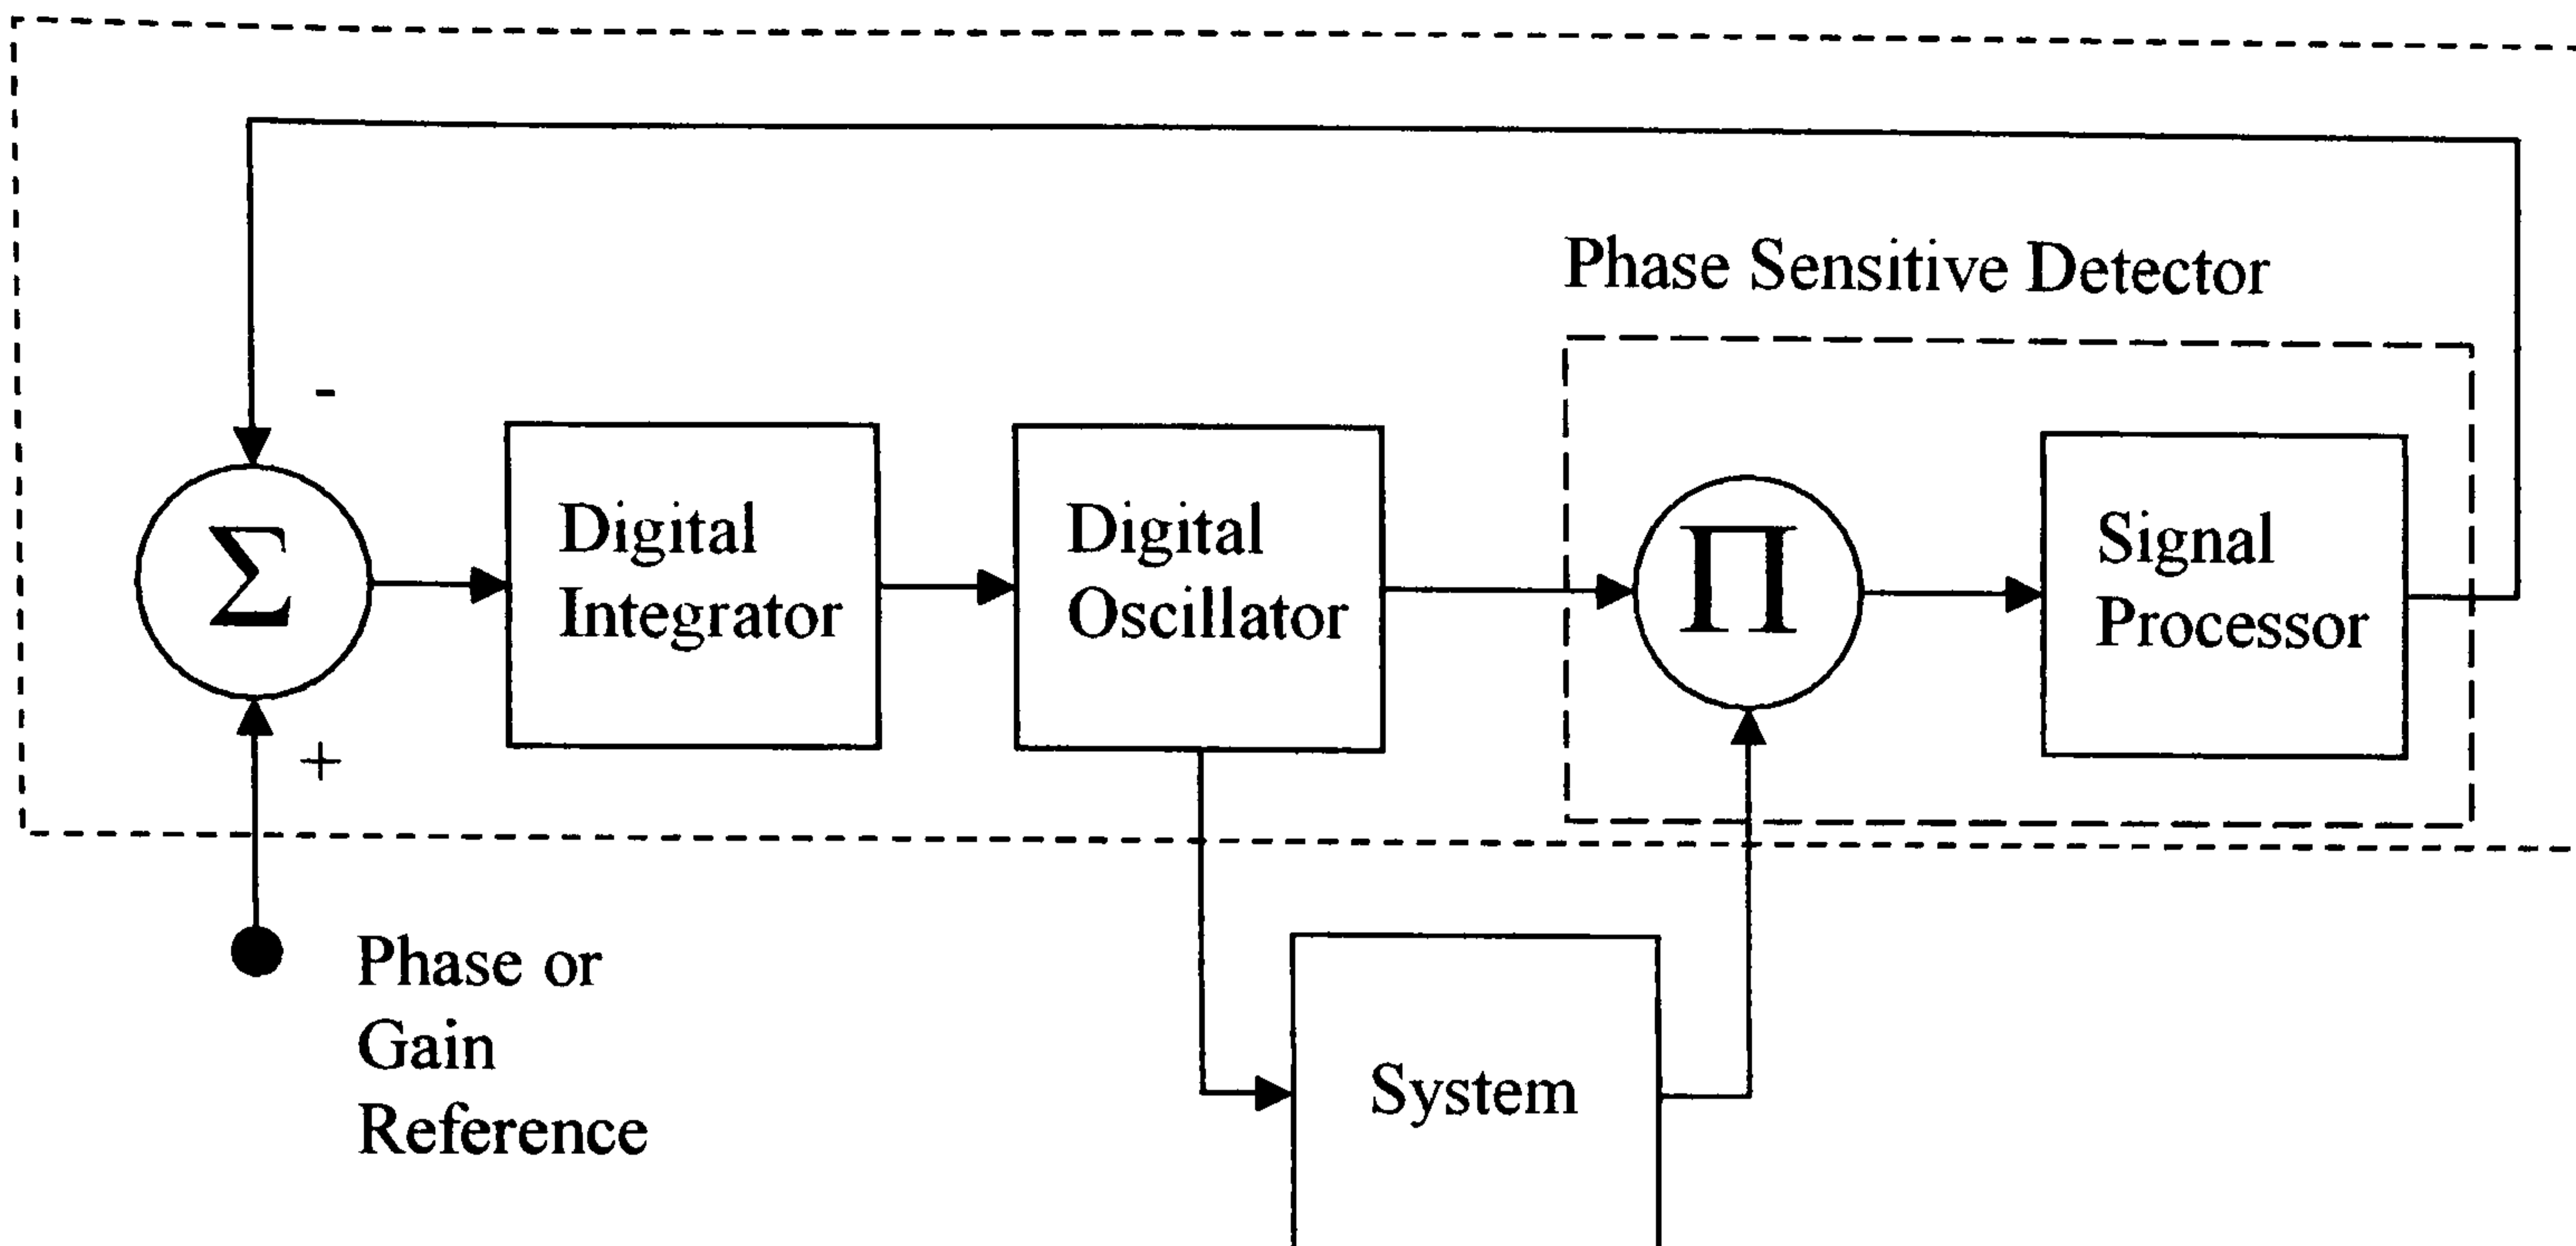 Phase Sensitive Detector
-
Σ
Digital
Integrator
Digital
Oscillator
Π
Signal
Processor
+
Phase or
Gain
Reference
System